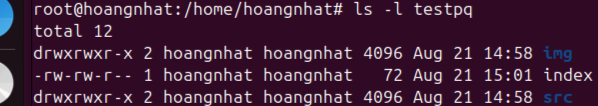 root@hoangnhat:/home/hoangnhat# ls -l testpq
total 12
drwxrwxr-x 2 hoangnhat hoangnhat 4096 Aug 21 14:58 img
-rw-rw-r-- 1 hoangnhat hoangnhat   72 Aug 21 15:01 index
drwxrwxr-x 2 hoangnhat hoangnhat 4096 Aug 21 14:58 src